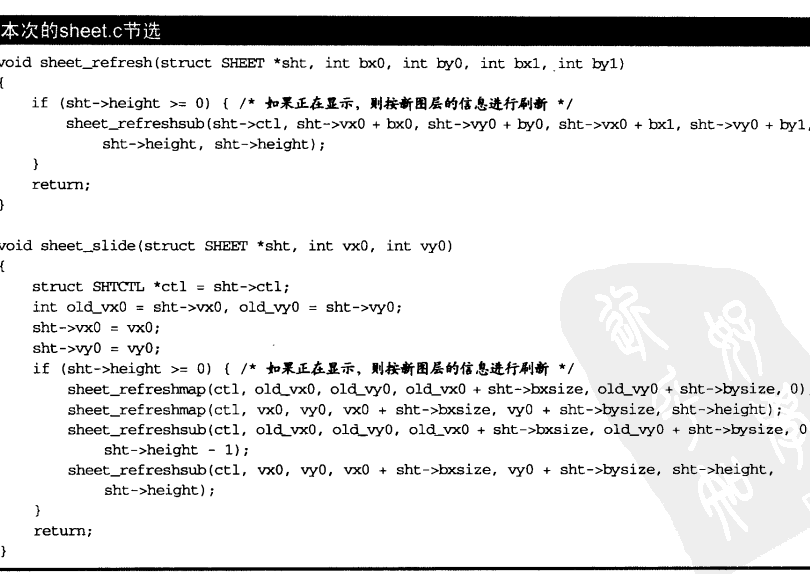 本次的sheet.c节选
void sheet_refresh(struct SHEET *sht, int bx0, int by0, int bx1, int by1)
{
    if (sht->height >= 0) { /* 如果正在显示，则按新图层的信息进行刷新 */
        sheet_refreshsub(sht->ctl, sht->vx0 + bx0, sht->vy0 + by0, sht->vx0 + bx1, sht->vy0 + by1,
            sht->height, sht->height);
    }
    return;
}
void sheet_slide(struct SHEET *sht, int vx0, int vy0)
{
    struct SHTCTL *ctl = sht->ctl;
    int old_vx0 = sht->vx0, old_vy0 = sht->vy0;
    sht->vx0 = vx0;
    sht->vy0 = vy0;
    if (sht->height >= 0) { /* 如果正在显示，则按新图层的信息进行刷新 */
        sheet_refreshmap(ctl, old_vx0, old_vy0, old_vx0 + sht->bxsize, old_vy0 + sht->bysize, 0)
        sheet_refreshmap(ctl, vx0, vy0, vx0 + sht->bxsize, vy0 + sht->bysize, sht->height);
        sheet_refreshsub(ctl, old_vx0, old_vy0, old_vx0 + sht->bxsize, old_vy0 + sht->bysize, 0
            sht->height - 1);
        sheet_refreshsub(ctl, vx0, vy0, vx0 + sht->bxsize, vy0 + sht->bysize, sht->height,
            sht->height);
    }
    return;
}